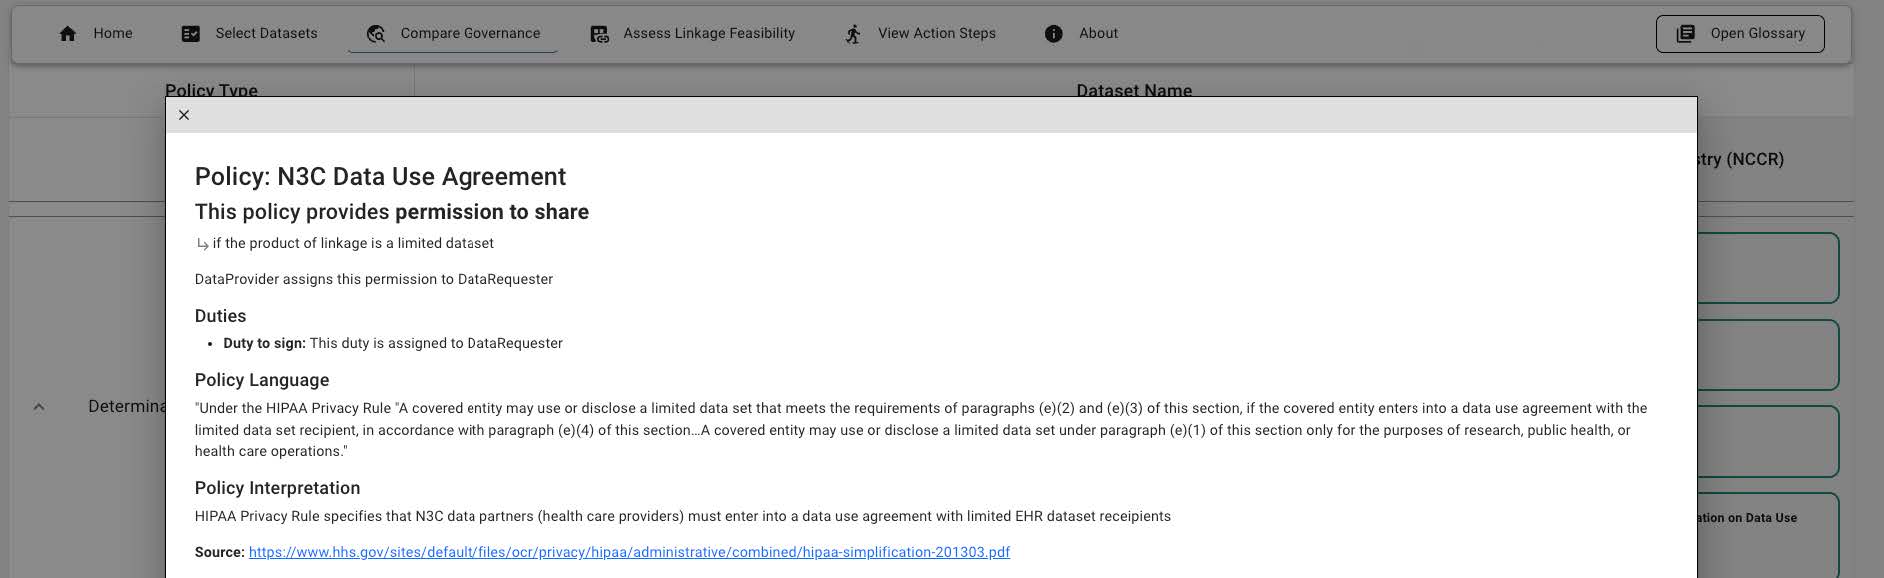 Home Select Datasets Compare Governance Assess Linkage Feasibility View Action Steps About Open Glossary
Policy Type Dataset Name
stry (NCCR)
Policy: N3C Data Use Agreement
This policy provides permission to share
↳ if the product of linkage is a limited dataset
DataProvider assigns this permission to DataRequester
Duties
• Duty to sign: This duty is assigned to DataRequester
Policy Language
Determina
"Under the HIPAA Privacy Rule "A covered entity may use or disclose a limited data set that meets the requirements of paragraphs (e)(2) and (e)(3) of this section, if the covered entity enters into a data use agreement with the
limited data set recipient, in accordance with paragraph (e)(4) of this section…A covered entity may use or disclose a limited data set under paragraph (e)(1) of this section only for the purposes of research, public health, or
health care operations."
Policy Interpretation
HIPAA Privacy Rule specifies that N3C data partners (health care providers) must enter into a data use agreement with limited EHR dataset receipients
ation on Data Use
Source: https://www.hhs.gov/sites/default/files/ocr/privacy/hipaa/administrative/combined/hipaa-simplification-201303.pdf